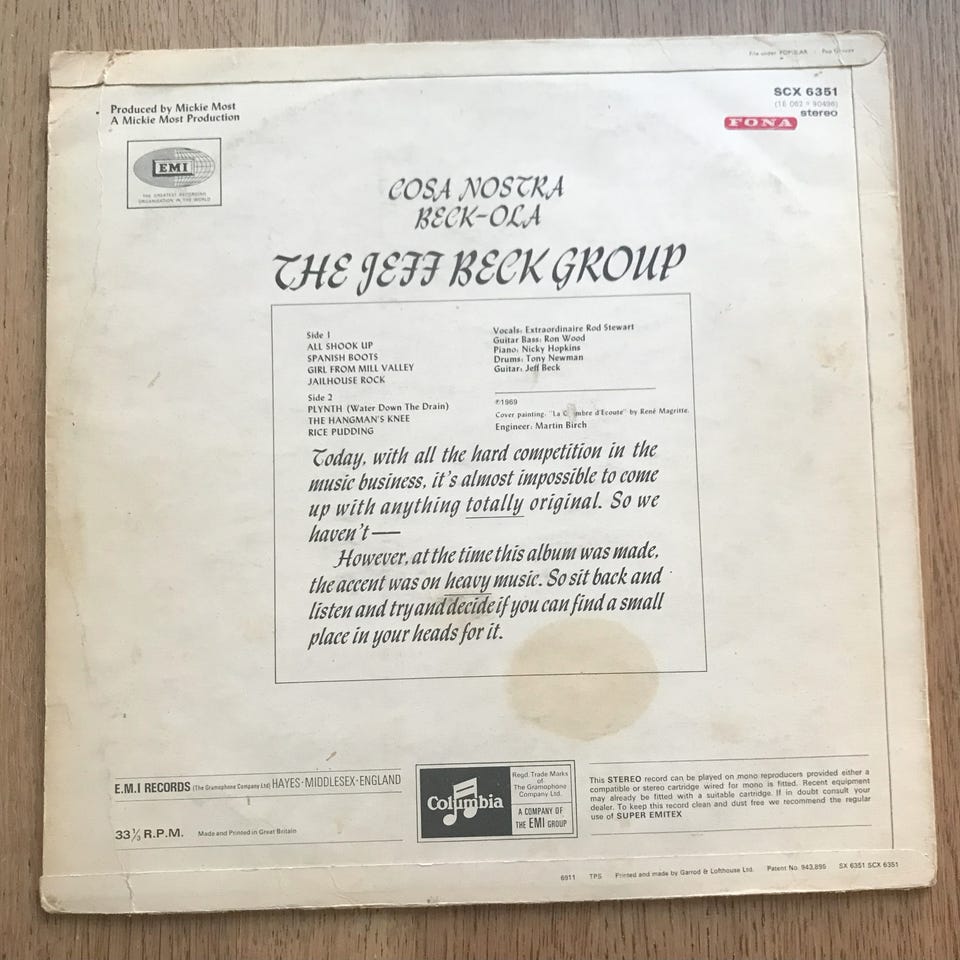 File under POPULAR : Pop Groups
Produced by Mickie Most
A Mickie Most Production
SCX 6351
stereo
FONA
EMI
THE GREATEST RECORDING
ORGANISATION IN THE WORLD
COSA NOSTRA
BECK-OLA
THE JEFF BECK GROUP
Side 1
ALL SHOOK UP
SPANISH BOOTS
GIRL FROM MILL VALLEY
JAILHOUSE ROCK
Side 2
PLYNTH (Water Down The Drain)
THE HANGMAN'S KNEE
RICE PUDDING
Vocals: Extraordinaire Rod Stewart
Guitar Bass: Ron Wood
Piano: Nicky Hopkins
Drums: Tony Newman
Guitar: Jeff Beck
℗1969
Cover painting: "La d'Ecoute" by René Magritte.
Engineer: Martin Birch
Today, with all the hard competition in the
music business, it's almost impossible to come
up with anything totally original. So we
haven't —
However, at the time this album was made,
the accent was on heavy music. So sit back and
listen and try and decide if you can find a small
place in your heads for it.
E.M.I RECORDS (The Gramophone Company Ltd) HAYES·MIDDLESEX·ENGLAND
33⅓ R.P.M. Made and Printed in Great Britain
Columbia
Regd. Trade Marks
of The
Gramophone
Company Ltd.
A COMPANY OF
THE EMI GROUP
This STEREO record can be played on mono reproducers provided either a
compatible or stereo cartridge wired for mono is fitted. Recent equipment
may already be fitted with a suitable cartridge. If in doubt consult your
dealer. To keep this record clean and dust free we recommend the regular
use of SUPER EMITEX
6911 TPS Printed and made by Garrod & Lofthouse Ltd. Patent No. 943,895 SX 6351 SCX 6351